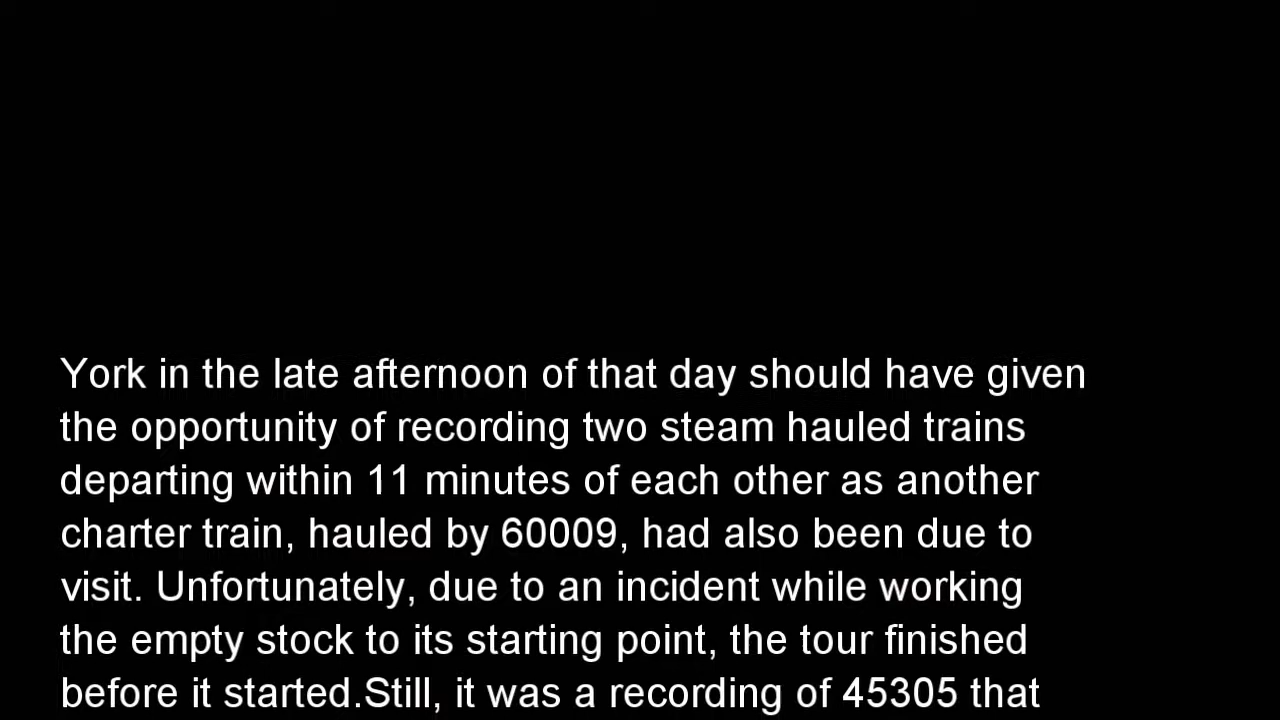 York in the late afternoon of that day should have given
the opportunity of recording two steam hauled trains
departing within 11 minutes of each other as another
charter train, hauled by 60009, had also been due to
visit. Unfortunately, due to an incident while working
the empty stock to its starting point, the tour finished
before it started.Still, it was a recording of 45305 that